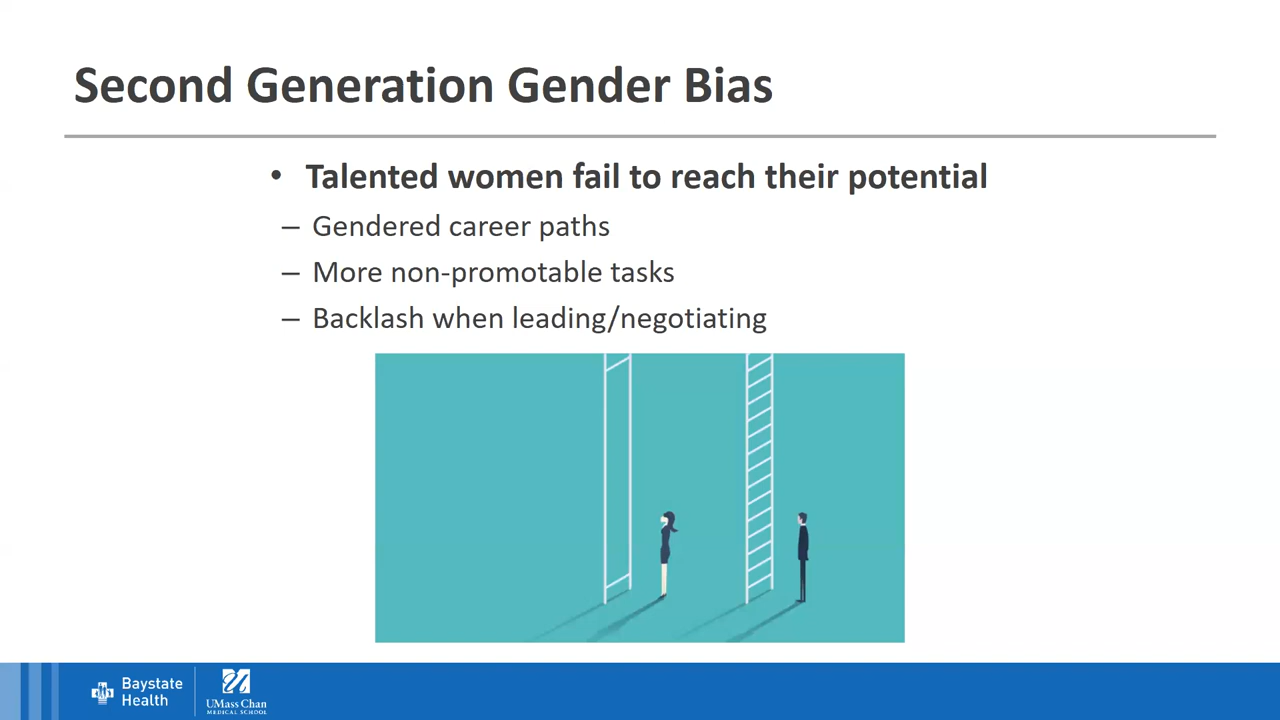 Second Generation Gender Bias
• Talented women fail to reach their potential
– Gendered career paths
– More non-promotable tasks
– Backlash when leading/negotiating
Baystate
Health
UMass Chan
MEDICAL SCHOOL